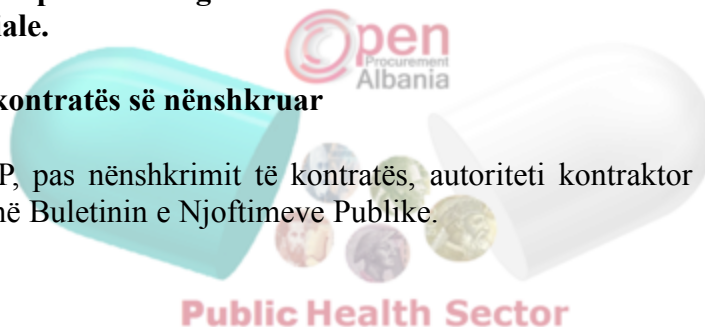 iale.
Open
Procurement
Albania
kontratës së nënshkruar
P, pas nënshkrimit të kontratës, autoriteti kontraktor
në Buletinin e Njoftimeve Publike.
Public Health Sector